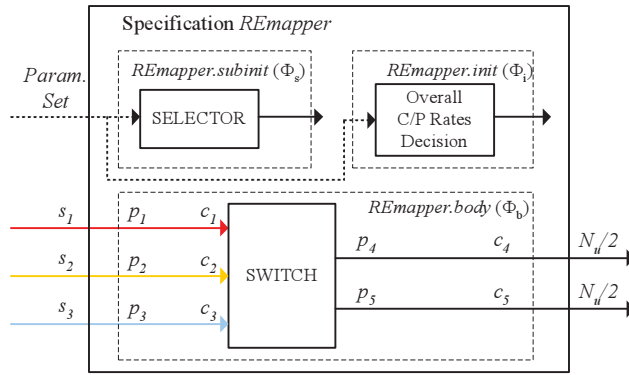 Specification REmapper
Param.
Set
REmapper.subinit (Φs)
SELECTOR
REmapper.init (Φi)
Overall
C/P Rates
Decision
REmapper.body (Φb)
s1 p1 c1
s2 p2 c2
s3 p3 c3
SWITCH
p4 c4 Nu/2
p5 c5 Nu/2